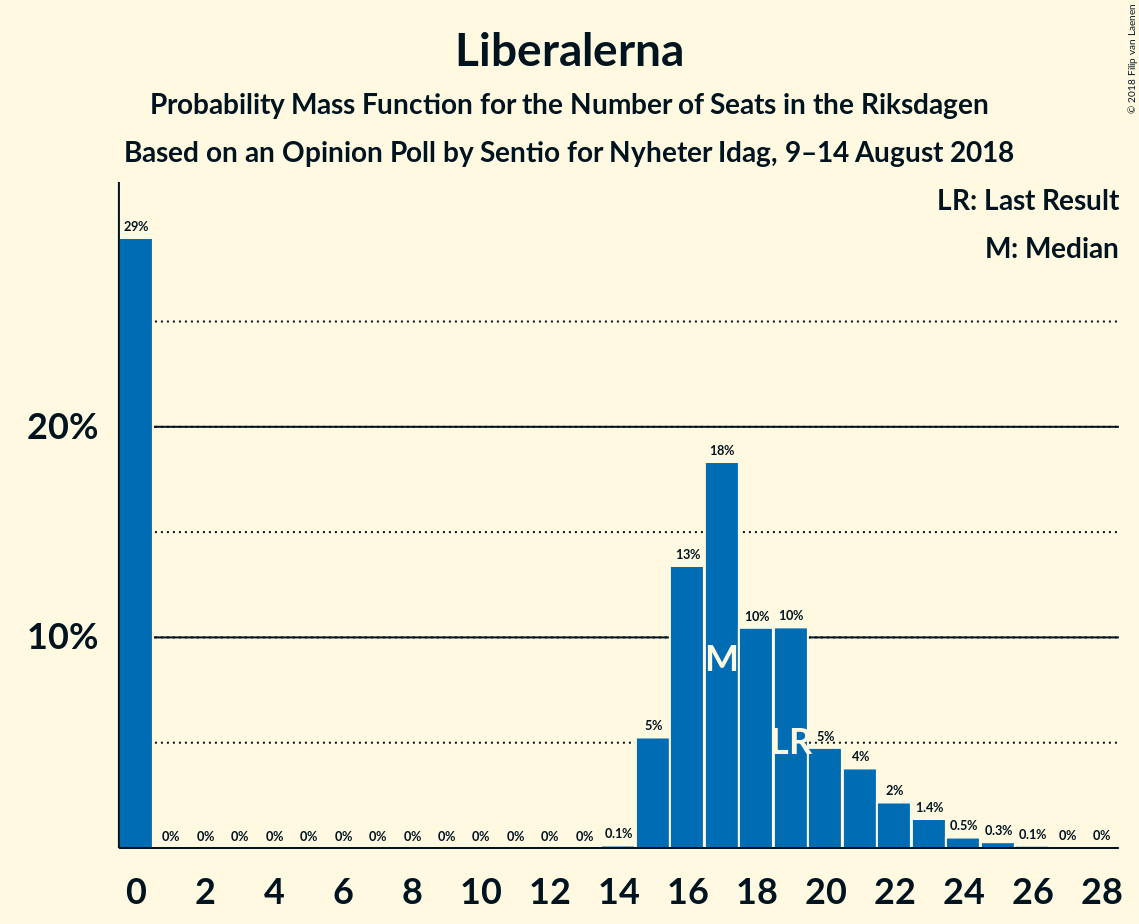 © 2018 Filip van Laenen
Liberalerna
Probability Mass Function for the Number of Seats in the Riksdagen
Based on an Opinion Poll by Sentio for Nyheter Idag, 9–14 August 2018
LR: Last Result
M: Median
29%
20%
18%
13%
10% 10%
10%
M
5%
LR
5%
4%
2%
1.4%
0% 0% 0% 0% 0% 0% 0% 0% 0% 0% 0% 0% 0% 0.1% 0.5% 0.3% 0.1% 0% 0%
0 2 4 6 8 10 12 14 16 18 20 22 24 26 28